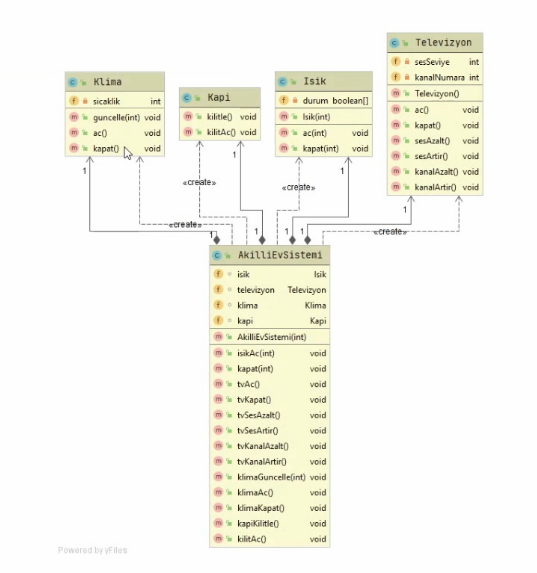 Klima
sicaklik int
guncelle(int) void
ac() void
kapat() void
Kapi
kilitle() void
kilitAc() void
Isik
durum boolean[]
Isik(int)
ac(int) void
kapat(int) void
Televizyon
sesSeviye int
kanalNumara int
Televizyon()
ac() void
kapat() void
sesAzalt() void
sesArtir() void
kanalAzalt() void
kanalArtir() void
1
1
1
1
«create»
«create»
«create»
«create»
1
1
1
1
AkilliEvSistemi
isik Isik
televizyon Televizyon
klima Klima
kapi Kapi
AkilliEvSistemi(int)
isikAc(int) void
kapat(int) void
tvAc() void
tvKapat() void
tvSesAzalt() void
tvSesArtir() void
tvKanalAzalt() void
tvKanalArtir() void
klimaGuncelle(int) void
klimaAc() void
klimaKapat() void
kapiKilitle() void
kilitAc() void
Powered by yFiles